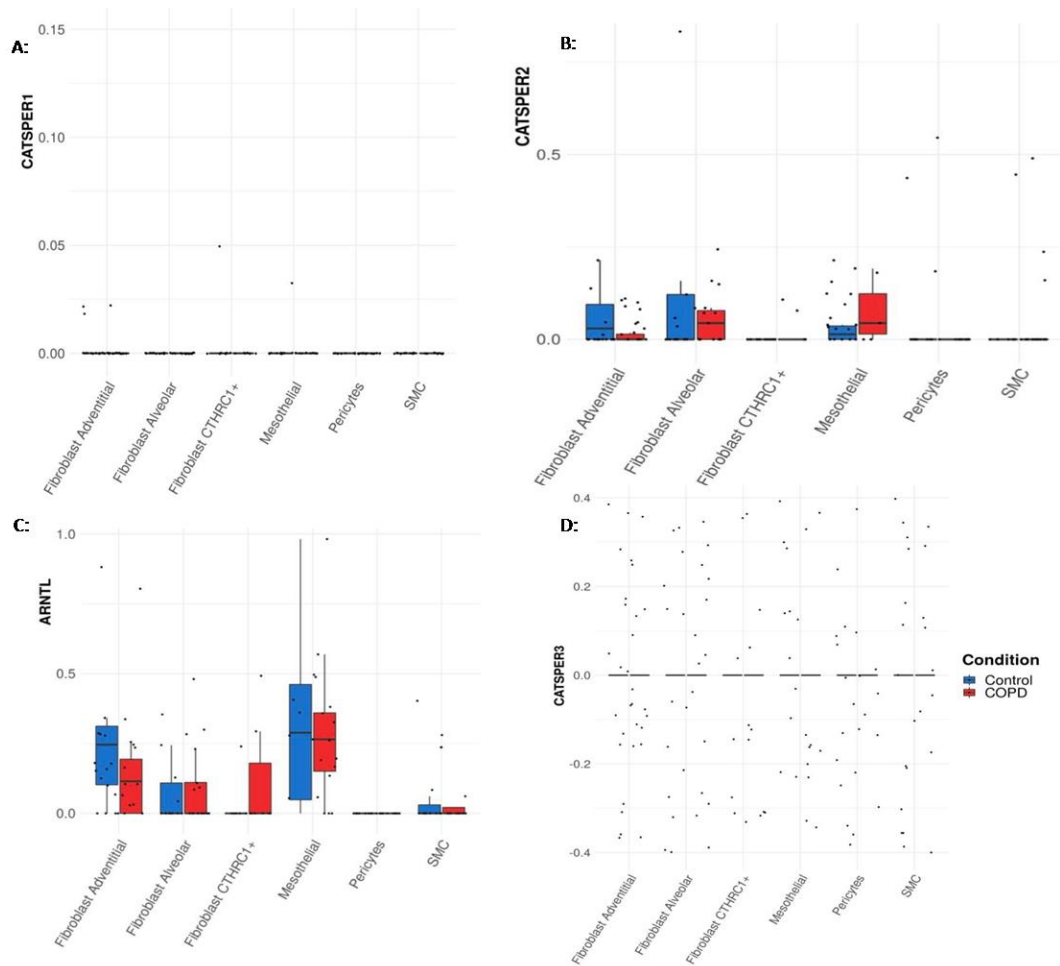 A:
CATSPER1
0.15
0.10
0.05
0.00
Fibroblast Adventitial
Fibroblast Alveolar
Fibroblast CTHRC1+
Mesothelial
Pericytes
SMC
B:
CATSPER2
0.5
0.0
Fibroblast Adventitial
Fibroblast Alveolar
Fibroblast CTHRC1+
Mesothelial
Pericytes
SMC
C:
ARNTL
1.0
0.5
0.0
Fibroblast Adventitial
Fibroblast Alveolar
Fibroblast CTHRC1+
Mesothelial
Pericytes
SMC
D:
CATSPER3
0.4
0.2
0.0
-0.2
-0.4
Fibroblast Adventitial
Fibroblast Alveolar
Fibroblast CTHRC1+
Mesothelial
Pericytes
SMC
Condition
Control
COPD